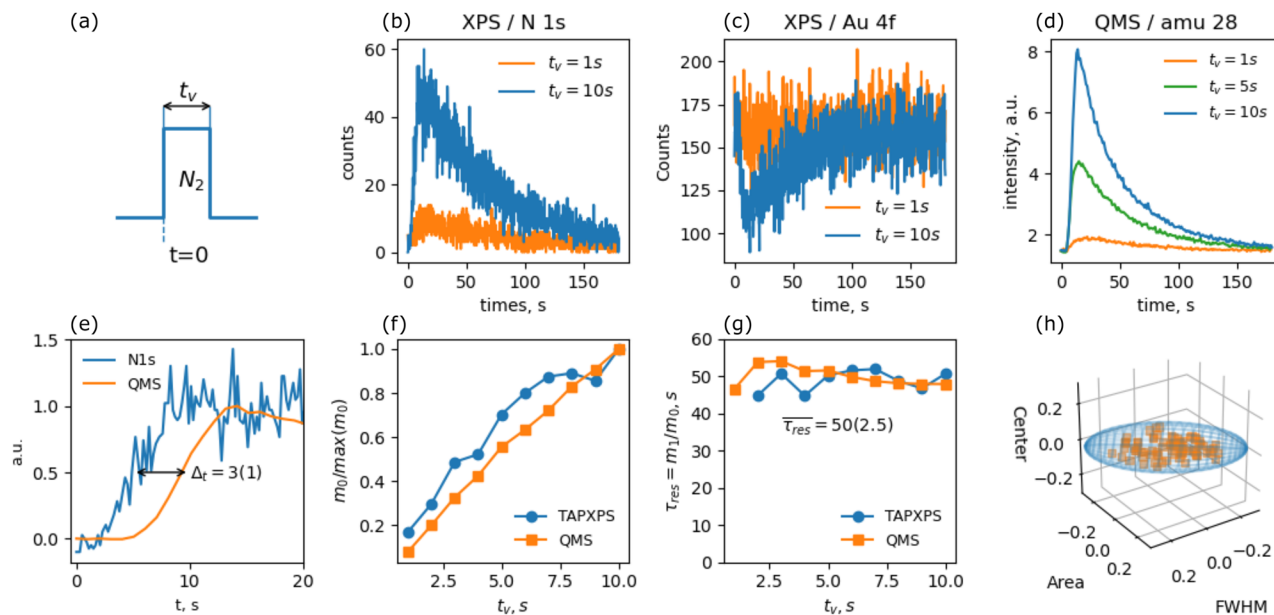 (a)
t_v
N_2
t=0
(b)
XPS / N 1s
60
40
20
0
counts
t_v = 1s
t_v = 10s
0
50
100
150
times, s
(c)
XPS / Au 4f
200
175
150
125
100
Counts
t_v = 1s
t_v = 10s
0
50
100
150
time, s
(d)
QMS / amu 28
8
6
4
2
intensity, a.u.
t_v = 1s
t_v = 5s
t_v = 10s
0
50
100
150
time, s
(e)
1.5
1.0
0.5
0.0
a.u.
N1s
QMS
Δ_t = 3(1)
0
10
20
t, s
(f)
1.0
0.8
0.6
0.4
0.2
m_0/max(m_0)
TAPXPS
QMS
2.5
5.0
7.5
10.0
t_v, s
(g)
60
50
40
30
20
10
0
τ_res = m_1/m_0, s
\overline{τ_res} = 50(2.5)
TAPXPS
QMS
2.5
5.0
7.5
10.0
t_v, s
(h)
Center
0.2
0.0
−0.2
−0.2
0.0
0.2
Area
0.2
0.0
−0.2
FWHM